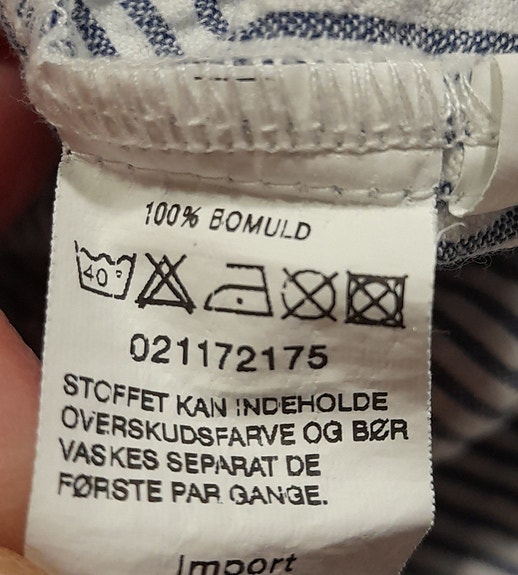 100% BOMULD
40°
021172175
STOFFET KAN INDEHOLDE
OVERSKUDSFARVE OG BØR
VASKES SEPARAT DE
FØRSTE PAR GANGE.
Import